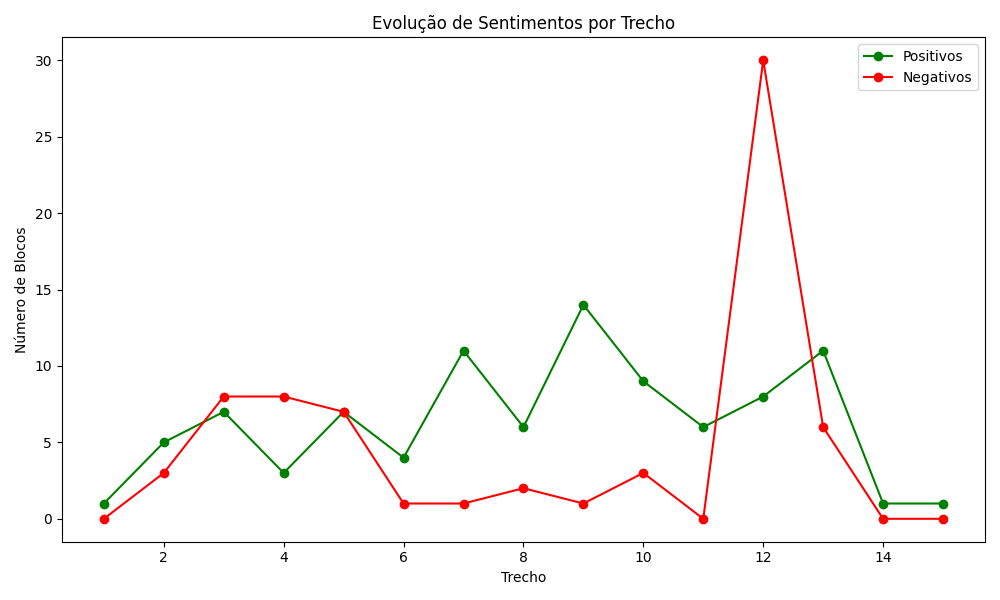 Evolução de Sentimentos por Trecho
Positivos
Negativos
Número de Blocos
30
25
20
15
10
5
0
2 4 6 8 10 12 14
Trecho